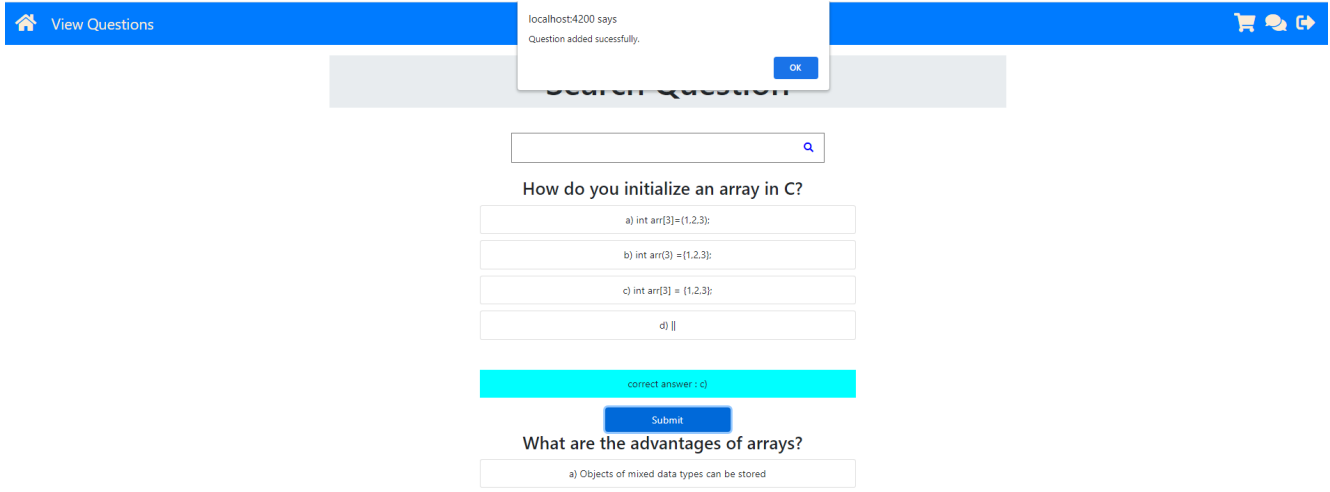 View Questions
localhost:4200 says
Question added sucessfully.
OK
Search Question
How do you initialize an array in C?
a) int arr[3]=(1,2,3);
b) int arr(3) ={1,2,3};
c) int arr[3] = {1,2,3};
d) ||
correct answer : c)
Submit
What are the advantages of arrays?
a) Objects of mixed data types can be stored